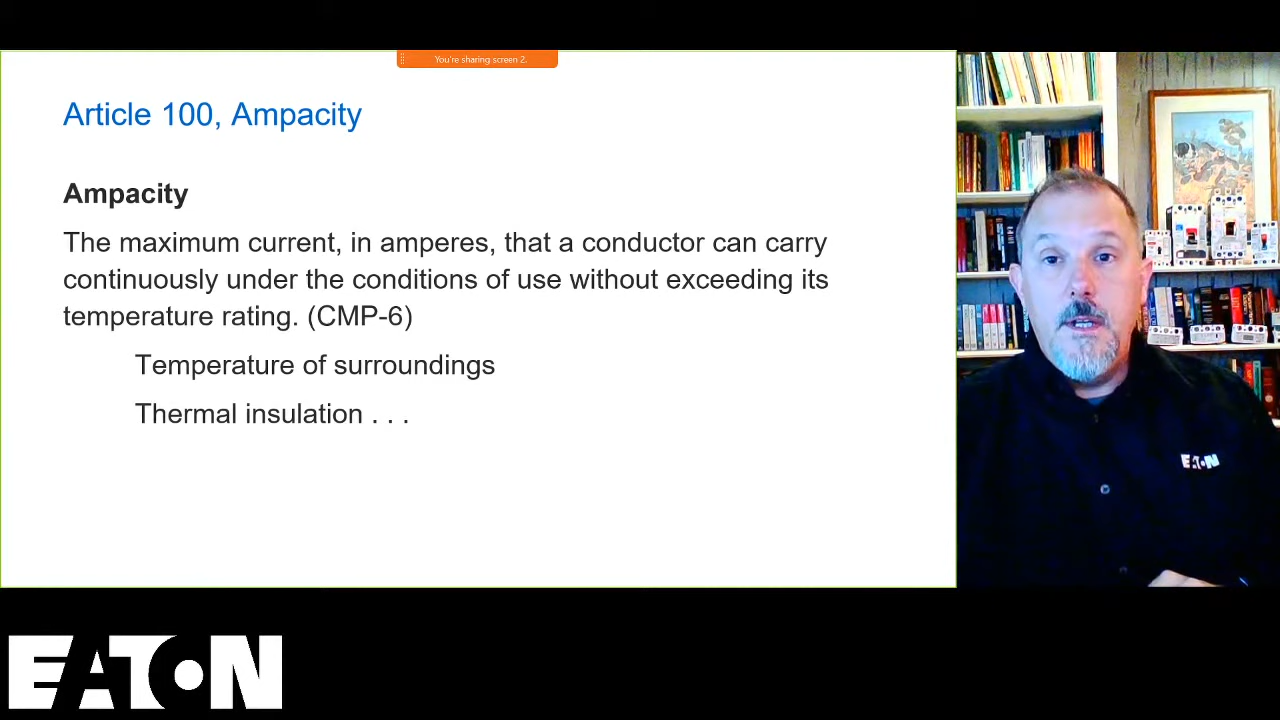 You're sharing screen 2.
Article 100, Ampacity
Ampacity
The maximum current, in amperes, that a conductor can carry
continuously under the conditions of use without exceeding its
temperature rating. (CMP-6)
Temperature of surroundings
Thermal insulation . . .
EATON
EATON